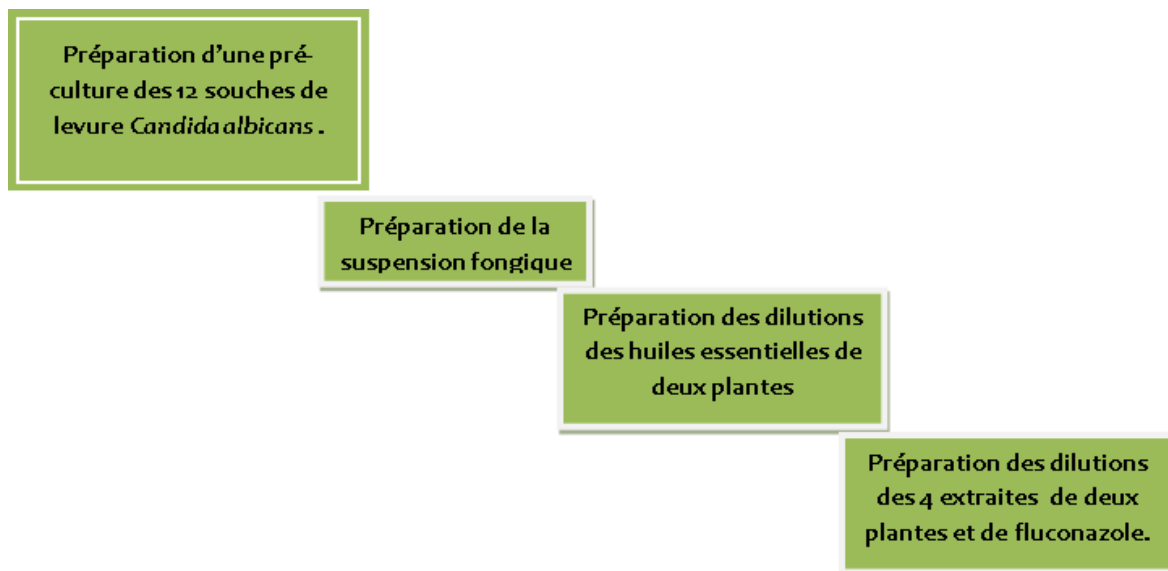 Préparation d’une pré-
culture des 12 souches de
levure Candida albicans .
Préparation de la
suspension fongique
Préparation des dilutions
des huiles essentielles de
deux plantes
Préparation des dilutions
des 4 extraites de deux
plantes et de fluconazole.